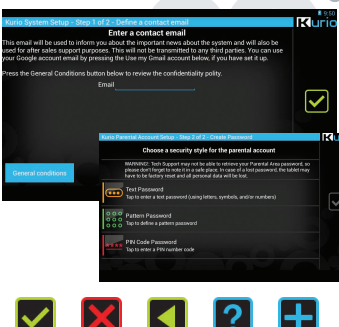 Kurio System Setup - Step 1 of 2 - Define a contact email
9:50
Kurio
Enter a contact email
This email will be used to inform you about the important news about the system and will also be
used for after sales support purposes. This will not be transmitted to any third parties. You can use
your Google account email by pressing the Use my Gmail account below, if you have set it up.
Press the General Conditions button below to review the confidentiality polity.
Email
General conditions
Kurio Parental Account Setup - Step 2 of 2 - Create Password
Ku
Choose a security style for the parental account
WARNING!: Tech Support may not be able to retrieve your Parental Area password, so
please don't forget to note it in a safe place. In case of a lost password, the tablet may
have to be factory reset and all personal data will be lost.
Text Password
Tap to enter a text password (using letters, symbols, and/or numbers)
Pattern Password
Tap to define a pattern password
PIN Code Password
Tap to enter a PIN number code
?